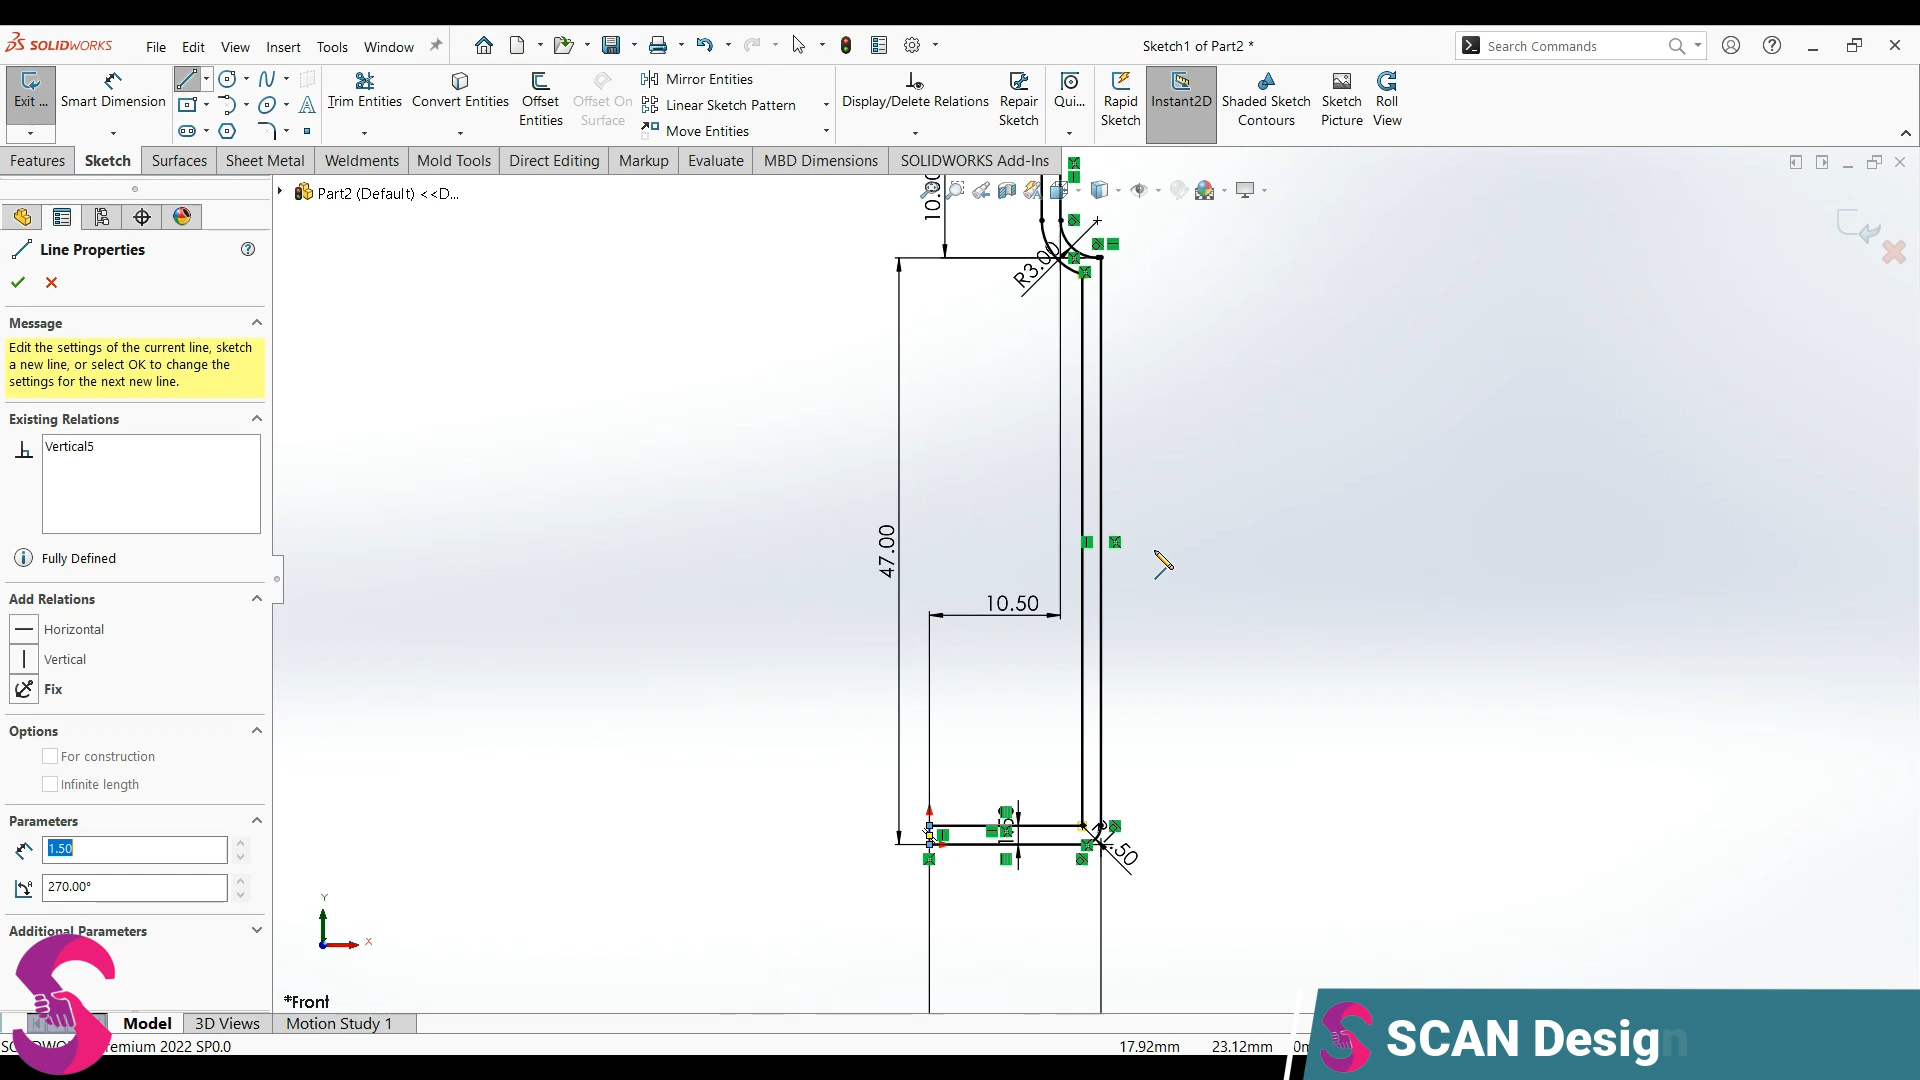 SOLIDWORKS File Edit View Insert Tools Window Sketch1 of Part2 * Search Commands
Exit ... Smart Dimension Trim Entities Convert Entities Offset Entities Offset On Surface Mirror Entities Linear Sketch Pattern Move Entities Display/Delete Relations Repair Sketch Qui... Rapid Sketch Instant2D Shaded Sketch Contours Sketch Picture Roll View
Features Sketch Surfaces Sheet Metal Weldments Mold Tools Direct Editing Markup Evaluate MBD Dimensions SOLIDWORKS Add-Ins
Part2 (Default) <<D...
Line Properties
Message
Edit the settings of the current line, sketch
a new line, or select OK to change the
settings for the next new line.
Existing Relations
Vertical5
Fully Defined
Add Relations
Horizontal
Vertical
Fix
Options
For construction
Infinite length
Parameters
1.50
270.00°
Additional Parameters
R3.00
47.00
10.50
Y
X
*Front
Model 3D Views Motion Study 1
remium 2022 SP0.0
17.92mm 23.12mm
SCAN Design